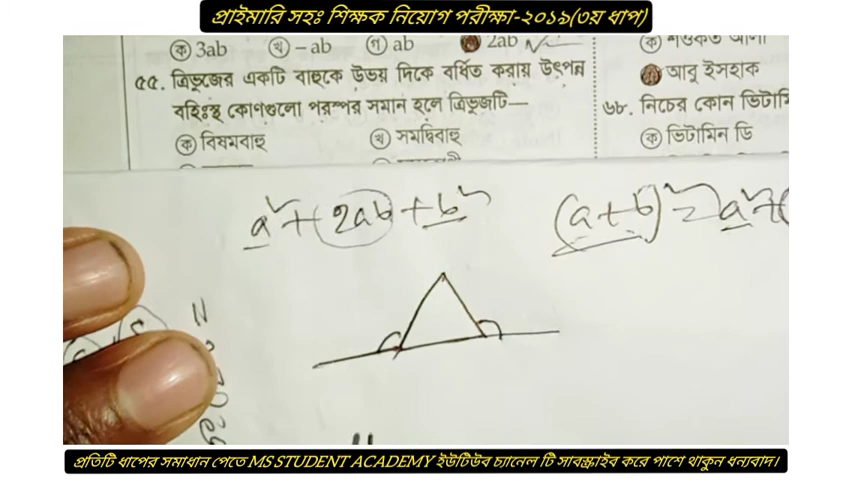 প্রাইমারি সহঃ শিক্ষক নিয়োগ পরীক্ষা-২০১৯(৩য় ধাপ)
ক 3ab খ -ab গ ab 2ab
৫৫. ত্রিভুজের একটি বাহুকে উভয় দিকে বর্ধিত করায় উৎপন্ন
বহিঃস্থ কোণগুলো পরস্পর সমান হলে ত্রিভুজটি—
ক বিষমবাহু খ সমদ্বিবাহু
আবু ইসহাক
৬৮. নিচের কোন
ক ভিটামিন ডি
a²+2ab+b²
(a+b)²=a²+
প্রতিটি ধাপের সমাধান পেতে MS STUDENT ACADEMY ইউটিউব চ্যানেল টি সাবস্ক্রাইব করে পাশে থাকুন ধন্যবাদ।